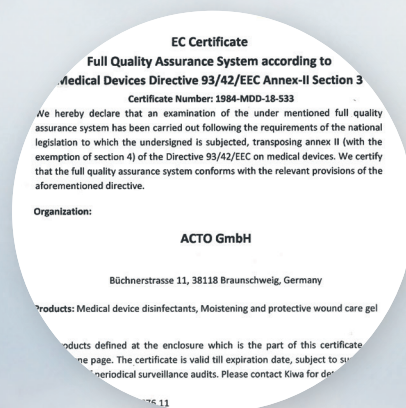 EC Certificate
Full Quality Assurance System according to
Medical Devices Directive 93/42/EEC Annex-II Section 3
Certificate Number: 1984-MDD-18-533
We hereby declare that an examination of the under mentioned full quality
assurance system has been carried out following the requirements of the national
legislation to which the undersigned is subjected, transposing annex II (with the
exemption of section 4) of the Directive 93/42/EEC on medical devices. We certify
that the full quality assurance system conforms with the relevant provisions of the
aforementioned directive.
Organization:
ACTO GmbH
Büchnerstrasse 11, 38118 Braunschweig, Germany
Products: Medical device disinfectants, Moistening and protective wound care gel
products defined at the enclosure which is the part of this certificate
page. The certificate is valid till expiration date, subject to
periodical surveillance audits. Please contact Kiwa for
11